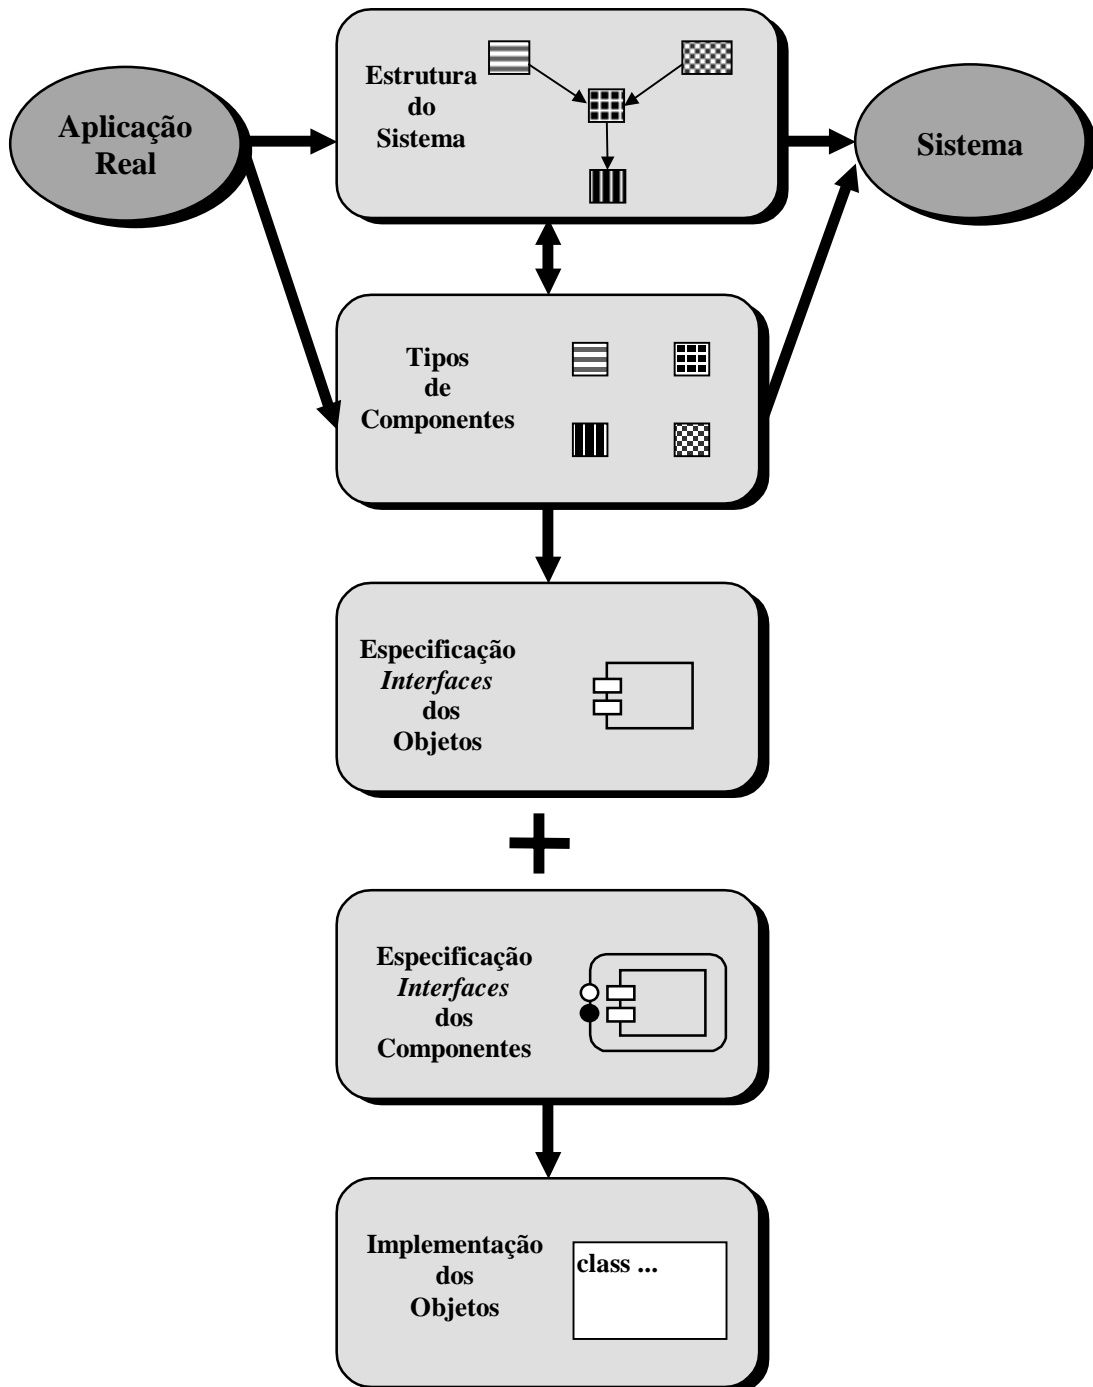 Estrutura
do
Sistema
Aplicação
Real
Sistema
Tipos
de
Componentes
Especificação
Interfaces
dos
Objetos
Especificação
Interfaces
dos
Componentes
Implementação
dos
Objetos
class ...